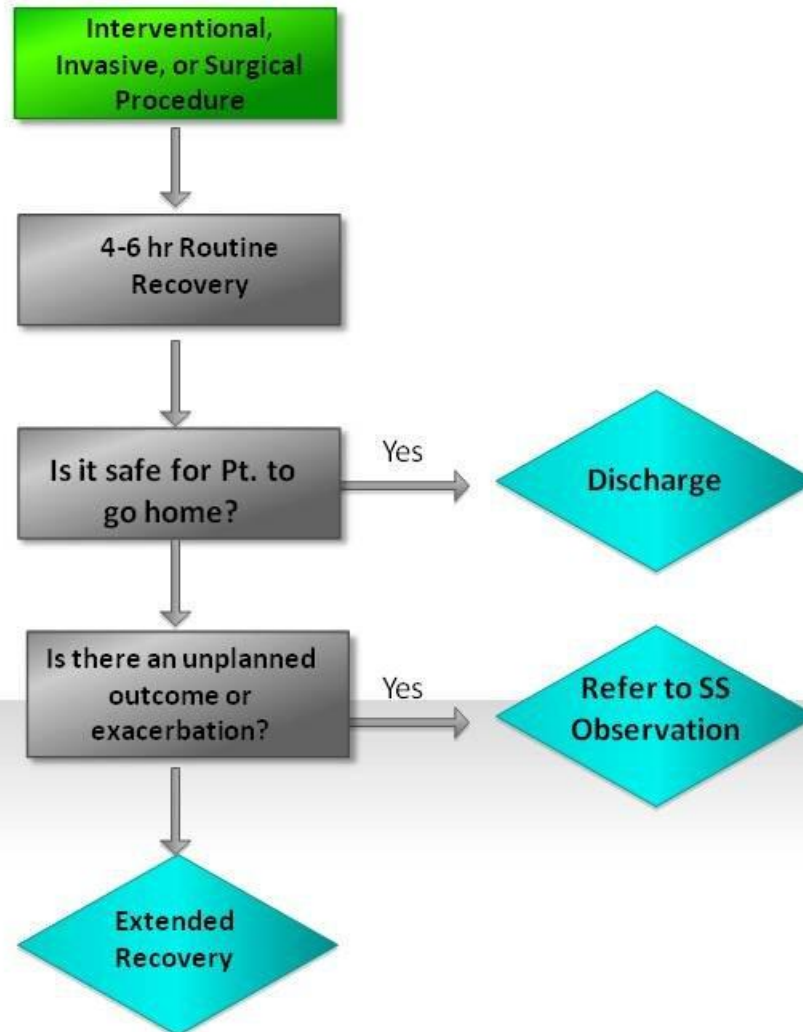 Interventional,
Invasive, or Surgical
Procedure
4-6 hr Routine
Recovery
Is it safe for Pt. to
go home?
Yes
Discharge
Is there an unplanned
outcome or
exacerbation?
Yes
Refer to SS
Observation
Extended
Recovery